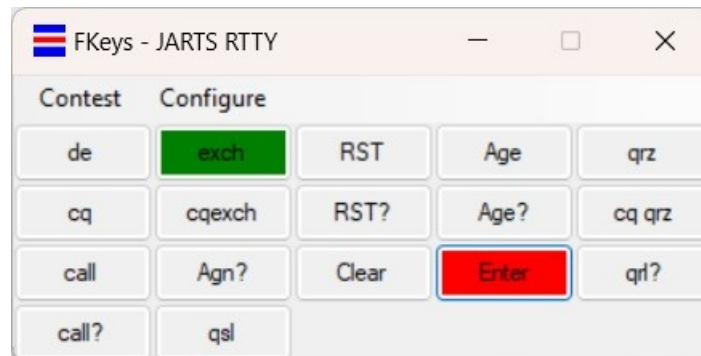 FKeys - JARTS RTTY
Contest Configure
de exch RST Age qrz
cq cqexch RST? Age? cq qrz
call Agn? Clear Enter qrl?
call? qsl